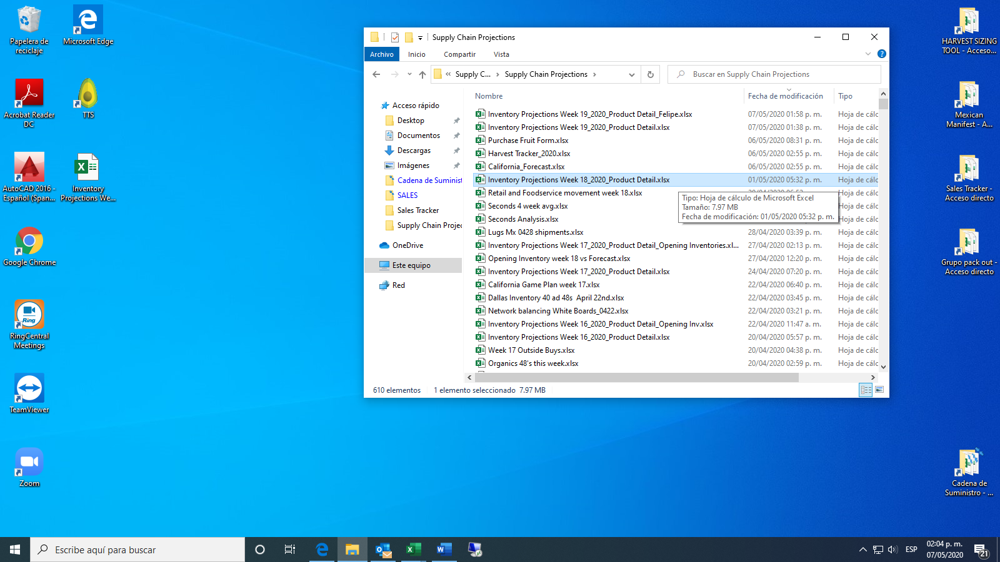 Papelera de
reciclaje
Microsoft Edge
Acrobat Reader
DC
TTS
AutoCAD 2016 -
Español (Span...
Inventory
Projections We...
Google Chrome
Ring
RingCentral
Meetings
TeamViewer
Zoom
Supply Chain Projections
Archivo
Inicio
Compartir
Vista
Supply C...
Supply Chain Projections
Buscar en Supply Chain Projections
Acceso rápido
Desktop
Documentos
Descargas
Imágenes
Cadena de Suminist
SALES
Sales Tracker
Supply Chain Projec
OneDrive
Este equipo
Red
Nombre Fecha de modificación Tipo
Inventory Projections Week 19_2020_Product Detail_Felipe.xlsx 07/05/2020 01:58 p. m. Hoja de cálc
Inventory Projections Week 19_2020_Product Detail.xlsx 07/05/2020 01:38 p. m. Hoja de cálc
Purchase Fruit Form.xlsx 06/05/2020 08:31 p. m. Hoja de cálc
Harvest Tracker_2020.xlsx 06/05/2020 02:55 p. m. Hoja de cálc
California_Forecast.xlsx 06/05/2020 02:55 p. m. Hoja de cálc
Inventory Projections Week 18_2020_Product Detail.xlsx 01/05/2020 05:32 p. m. Hoja de cálc
Retail and Foodservice movement week 18.xlsx Hoja de cálc
Seconds 4 week avg.xlsx
Seconds Analysis.xlsx
Tipo: Hoja de cálculo de Microsoft Excel
Tamaño: 7.97 MB
Fecha de modificación: 01/05/2020 05:32 p. m.
Lugs Mx 0428 shipments.xlsx 28/04/2020 03:39 p. m. Hoja de cálc
Inventory Projections Week 17_2020_Product Detail_Opening Inventories.xl... 27/04/2020 02:13 p. m. Hoja de cálc
Opening Inventory week 18 vs Forecast.xlsx 27/04/2020 12:20 p. m. Hoja de cálc
Inventory Projections Week 17_2020_Product Detail.xlsx 24/04/2020 07:20 p. m. Hoja de cálc
California Game Plan week 17.xlsx 22/04/2020 06:40 p. m. Hoja de cálc
Dallas Inventory 40 ad 48s April 22nd.xlsx 22/04/2020 03:45 p. m. Hoja de cálc
Network balancing White Boards_0422.xlsx 22/04/2020 03:21 p. m. Hoja de cálc
Inventory Projections Week 16_2020_Product Detail_Opening Inv.xlsx 22/04/2020 11:47 a. m. Hoja de cálc
Inventory Projections Week 16_2020_Product Detail.xlsx 20/04/2020 05:57 p. m. Hoja de cálc
Week 17 Outside Buys.xlsx 20/04/2020 04:38 p. m. Hoja de cálc
Organics 48's this week.xlsx 20/04/2020 02:59 p. m. Hoja de cálc
610 elementos 1 elemento seleccionado 7.97 MB
HARVEST SIZING
TOOL - Acceso...
Mexican
Manifest - A...
Sales Tracker -
Acceso directo
Grupo pack out -
Acceso directo
Cadena de
Suministro - ...
Escribe aquí para buscar
ESP
02:04 p. m.
07/05/2020
21